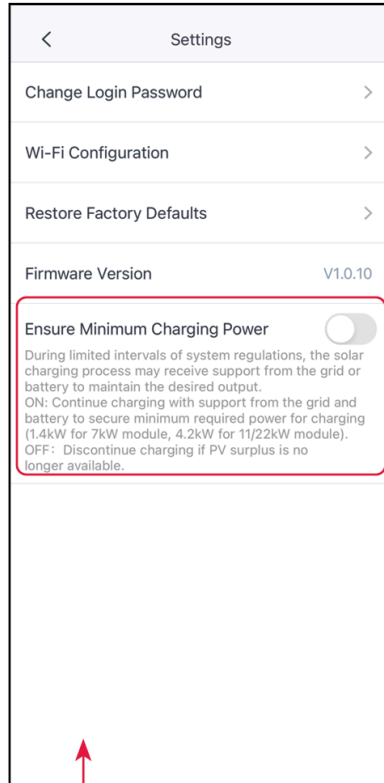 Settings
Change Login Password
Wi-Fi Configuration
Restore Factory Defaults
Firmware Version V1.0.10
Ensure Minimum Charging Power
During limited intervals of system regulations, the solar
charging process may receive support from the grid or
battery to maintain the desired output.
ON: Continue charging with support from the grid and
battery to secure minimum required power for charging
(1.4kW for 7kW module, 4.2kW for 11/22kW module).
OFF: Discontinue charging if PV surplus is no
longer available.